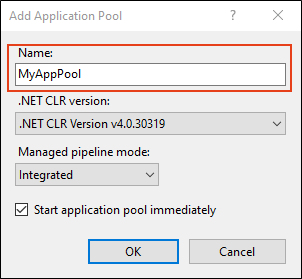 Add Application Pool
Name:
MyAppPool
.NET CLR version:
.NET CLR Version v4.0.30319
Managed pipeline mode:
Integrated
Start application pool immediately
OK
Cancel